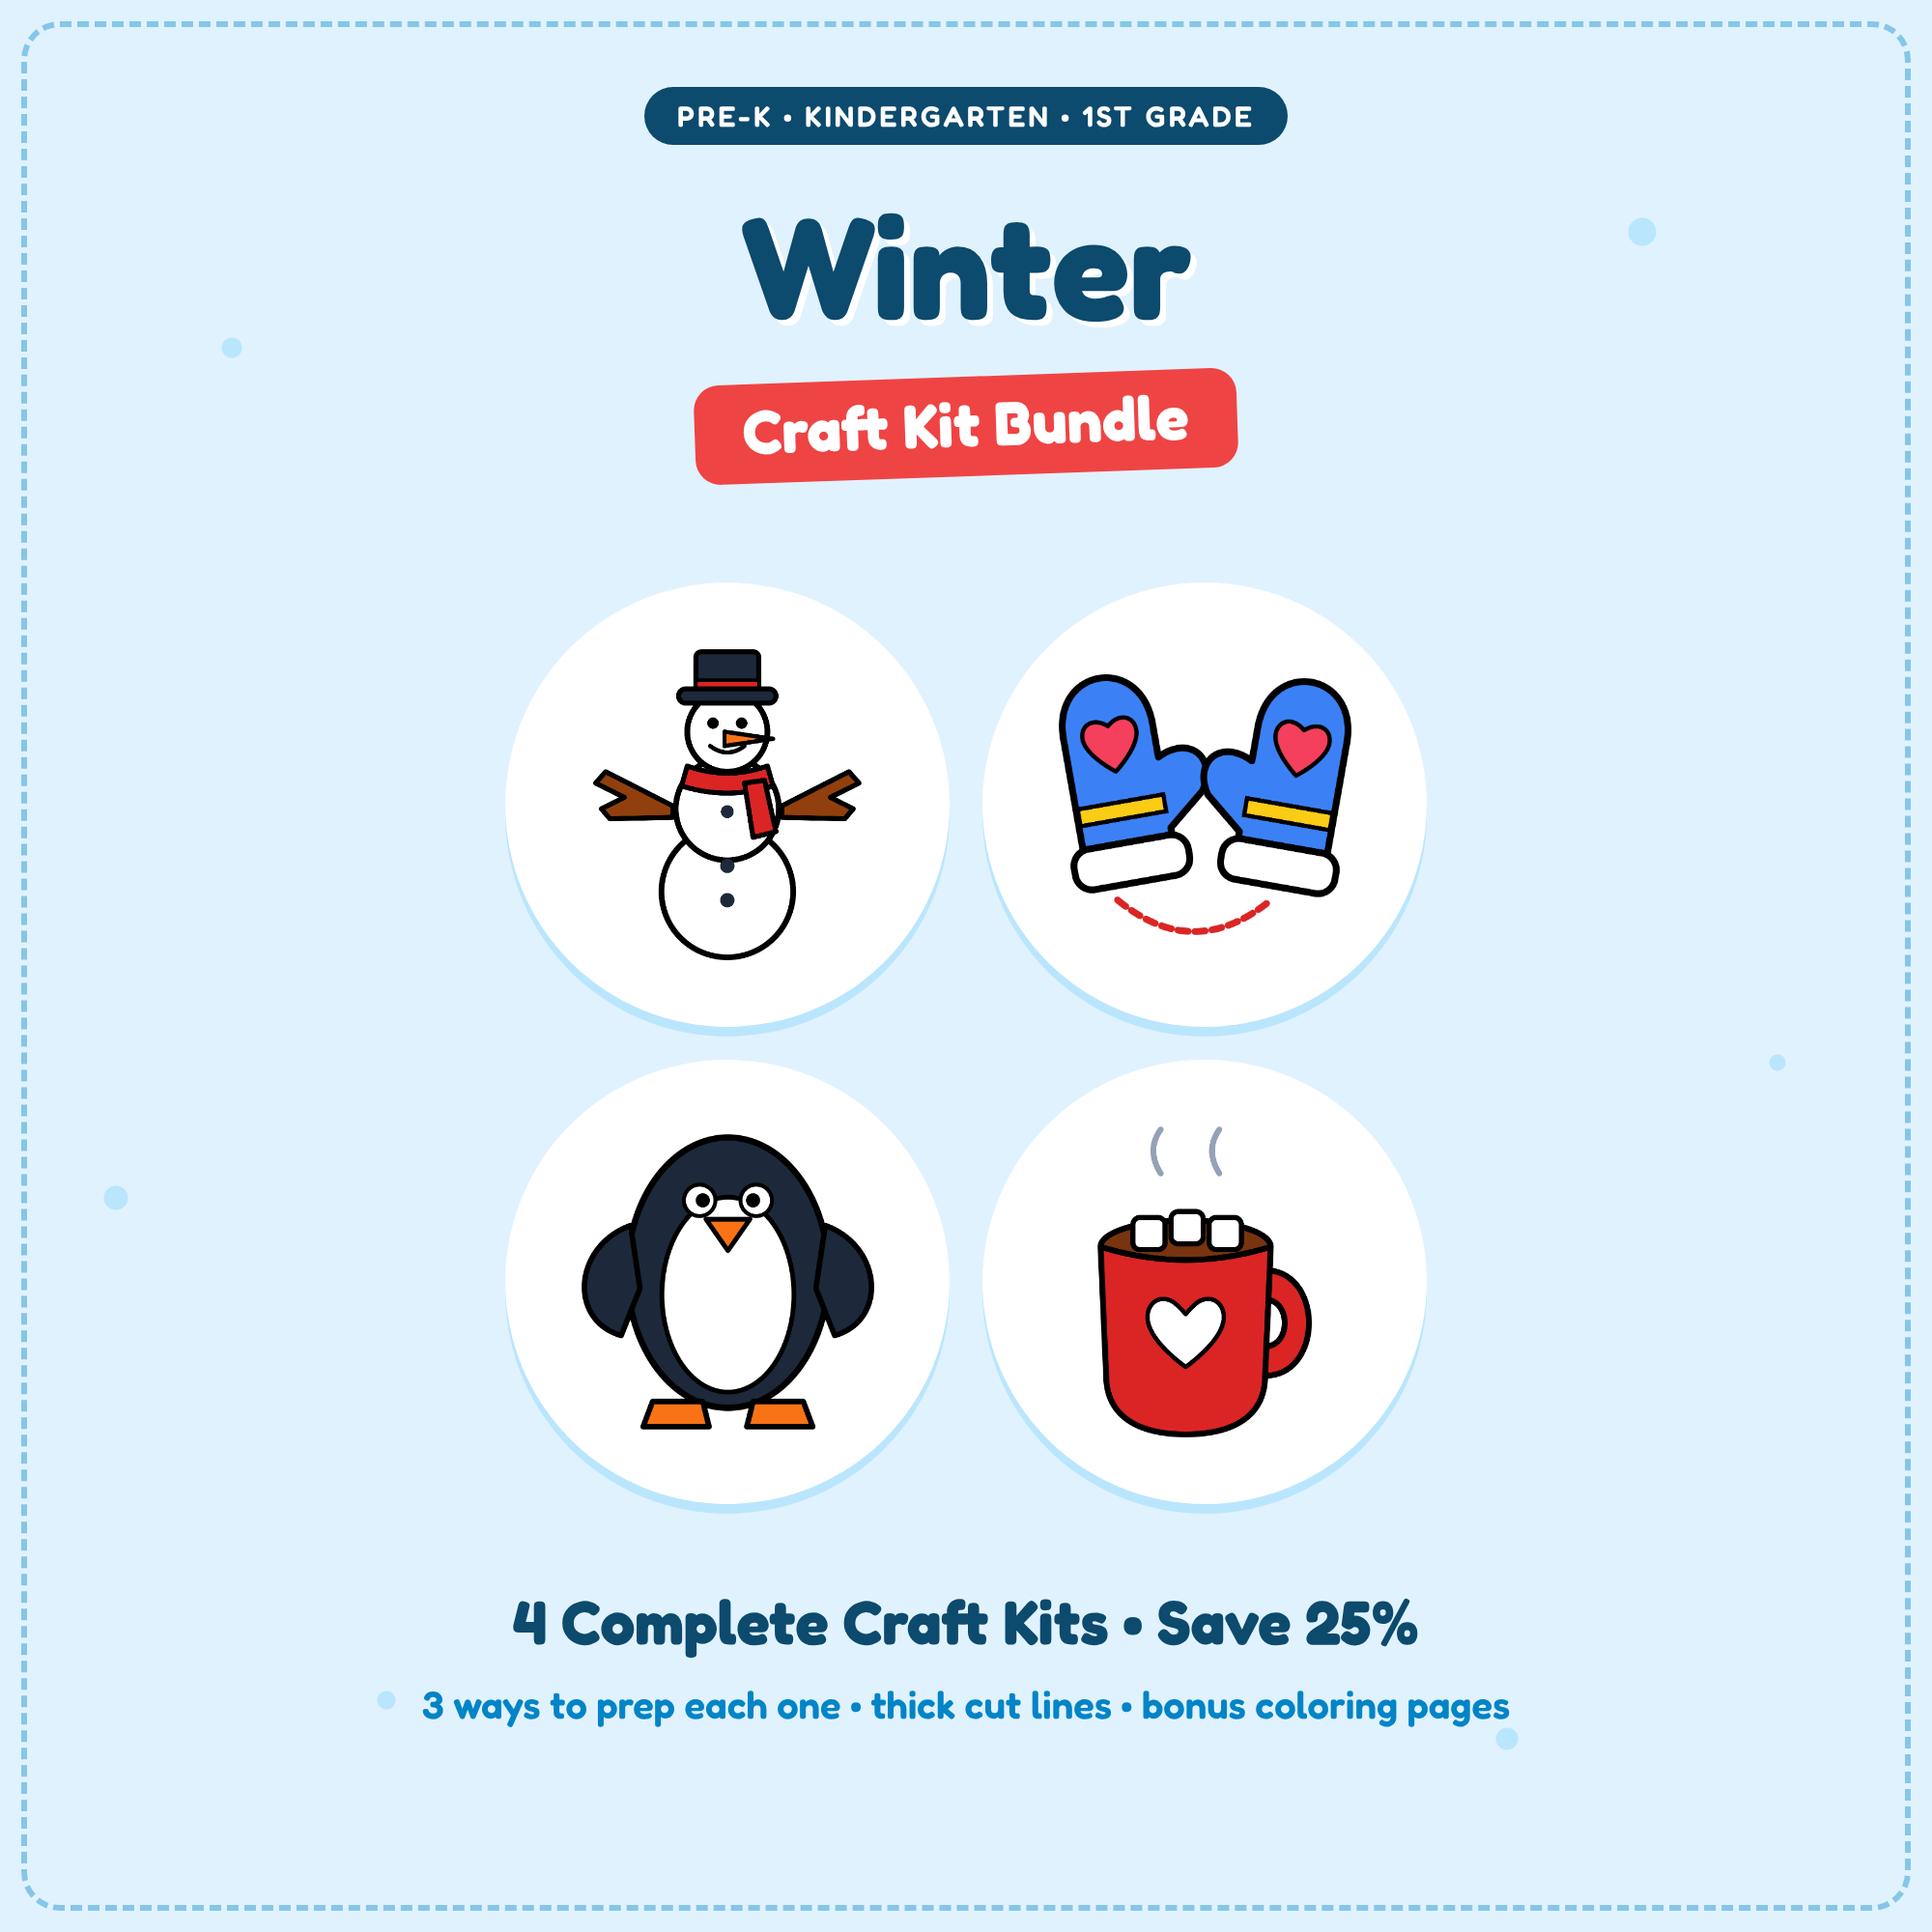 PRE-K • KINDERGARTEN • 1ST GRADE
Winter
Craft Kit Bundle
4 Complete Craft Kits • Save 25%
3 ways to prep each one • thick cut lines • bonus coloring pages